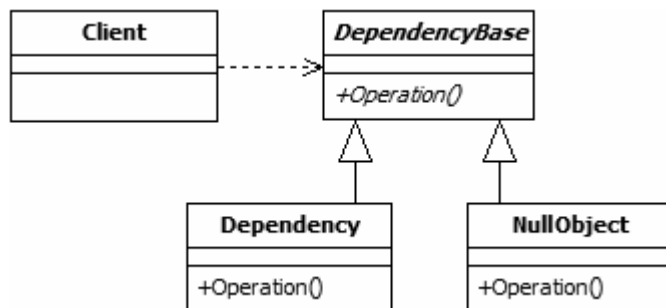 Client
DependencyBase
+Operation()
Dependency
+Operation()
NullObject
+Operation()